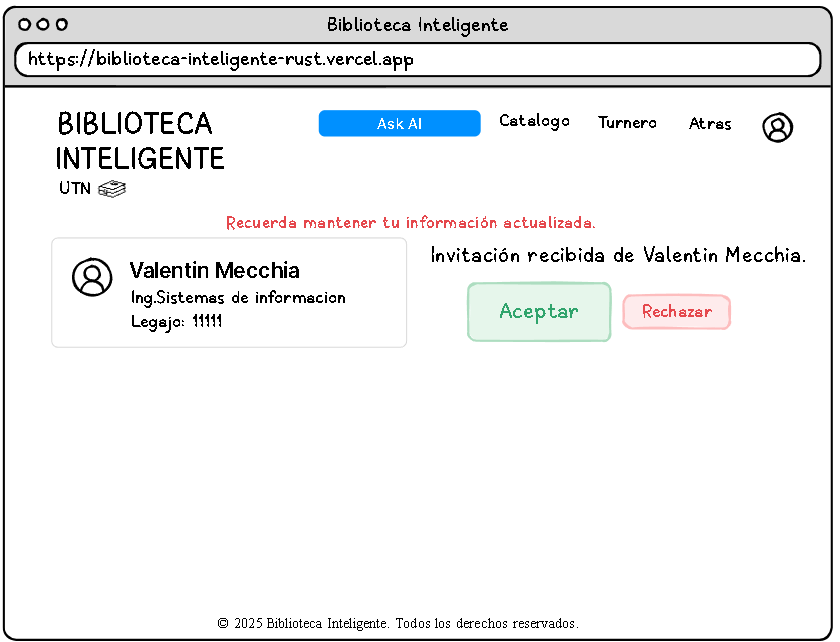 Biblioteca Inteligente
https://biblioteca-inteligente-rust.vercel.app
BIBLIOTECA
INTELIGENTE
UTN
Ask AI
Catalogo
Turnero
Atras
Recuerda mantener tu información actualizada.
Valentin Mecchia
Ing.Sistemas de informacion
Legajo: 11111
Invitación recibida de Valentin Mecchia.
Aceptar
Rechazar
© 2025 Biblioteca Inteligente. Todos los derechos reservados.